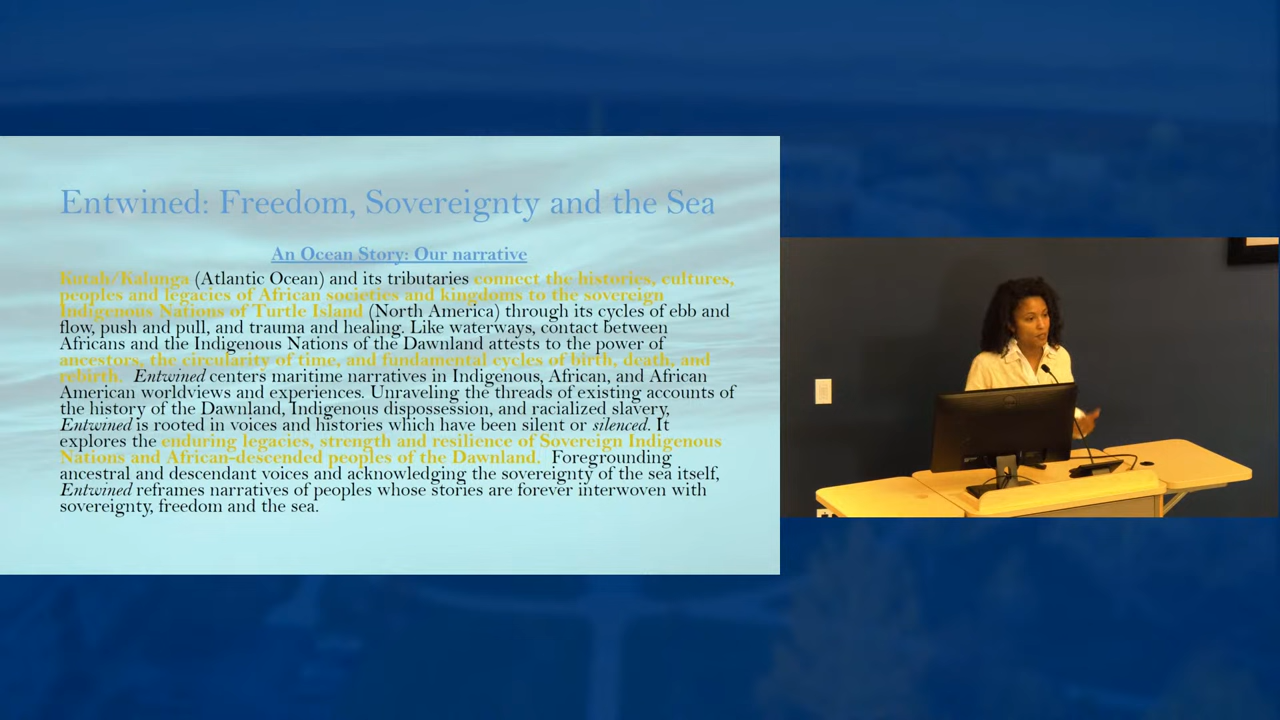 Entwined: Freedom, Sovereignty and the Sea
An Ocean Story: Our narrative
Kutah/Kalunga (Atlantic Ocean) and its tributaries connect the histories, cultures,
peoples and legacies of African societies and kingdoms to the sovereign
Indigenous Nations of Turtle Island (North America) through its cycles of ebb and
flow, push and pull, and trauma and healing. Like waterways, contact between
Africans and the Indigenous Nations of the Dawnland attests to the power of
ancestors, the circularity of time, and fundamental cycles of birth, death, and
rebirth. Entwined centers maritime narratives in Indigenous, African, and African
American worldviews and experiences. Unraveling the threads of existing accounts of
the history of the Dawnland, Indigenous dispossession, and racialized slavery,
Entwined is rooted in voices and histories which have been silent or silenced. It
explores the enduring legacies, strength and resilience of Sovereign Indigenous
Nations and African-descended peoples of the Dawnland. Foregrounding
ancestral and descendant voices and acknowledging the sovereignty of the sea itself,
Entwined reframes narratives of peoples whose stories are forever interwoven with
sovereignty, freedom and the sea.